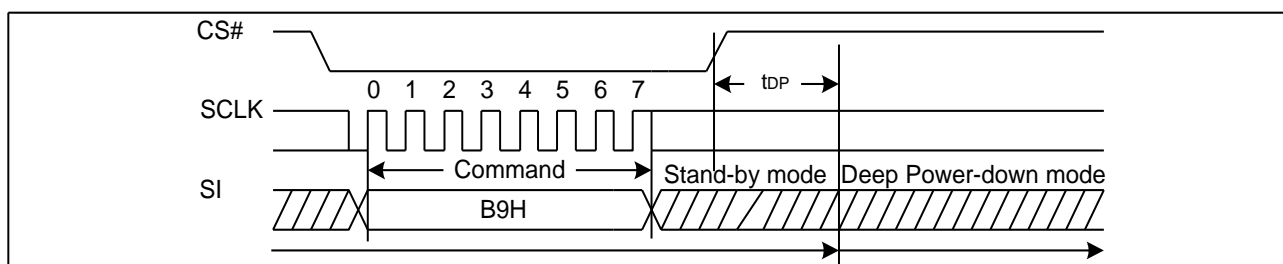 CS#
tDP
0 1 2 3 4 5 6 7
SCLK
Command
Stand-by mode Deep Power-down mode
SI
B9H